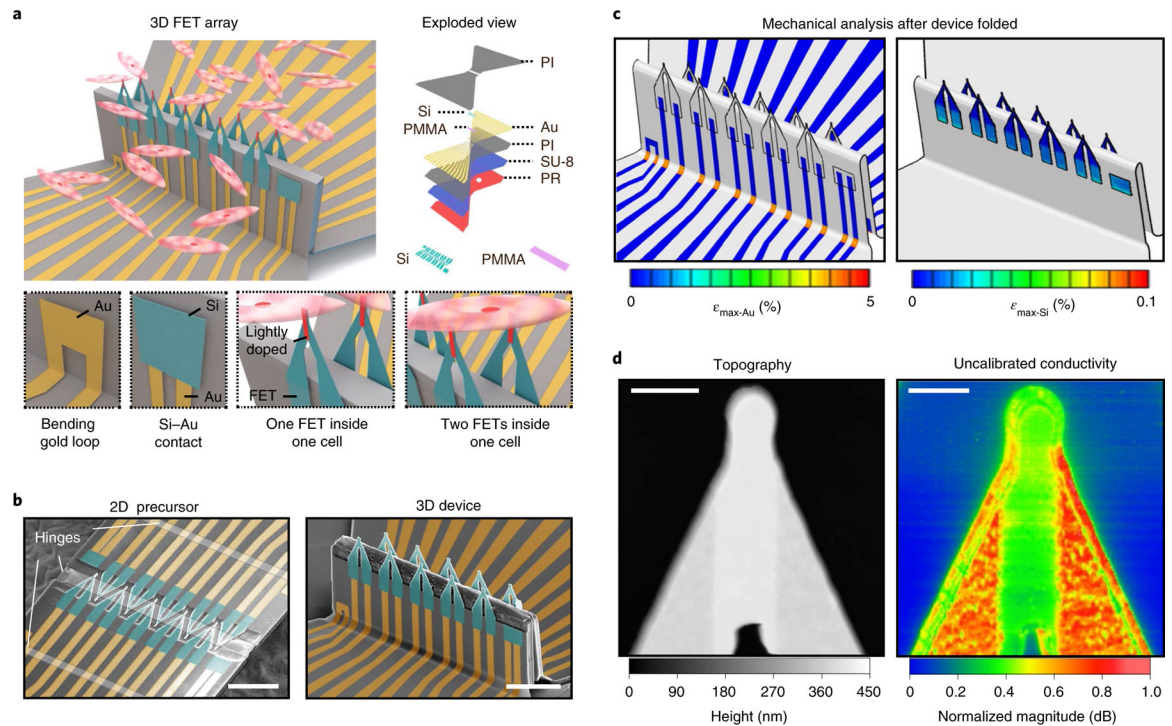 a
3D FET array
Exploded view
PI
Si
PMMA
Au
PI
SU-8
PR
Si
PMMA
Au
Si
Au
Lightly
doped
FET
Bending
gold loop
Si–Au
contact
One FET inside
one cell
Two FETs inside
one cell
b
2D precursor
3D device
Hinges
c
Mechanical analysis after device folded
0
5
εmax-Au (%)
0
0.1
εmax-Si (%)
d
Topography
Uncalibrated conductivity
0 90 180 270 360 450
Height (nm)
0 0.2 0.4 0.6 0.8 1.0
Normalized magnitude (dB)